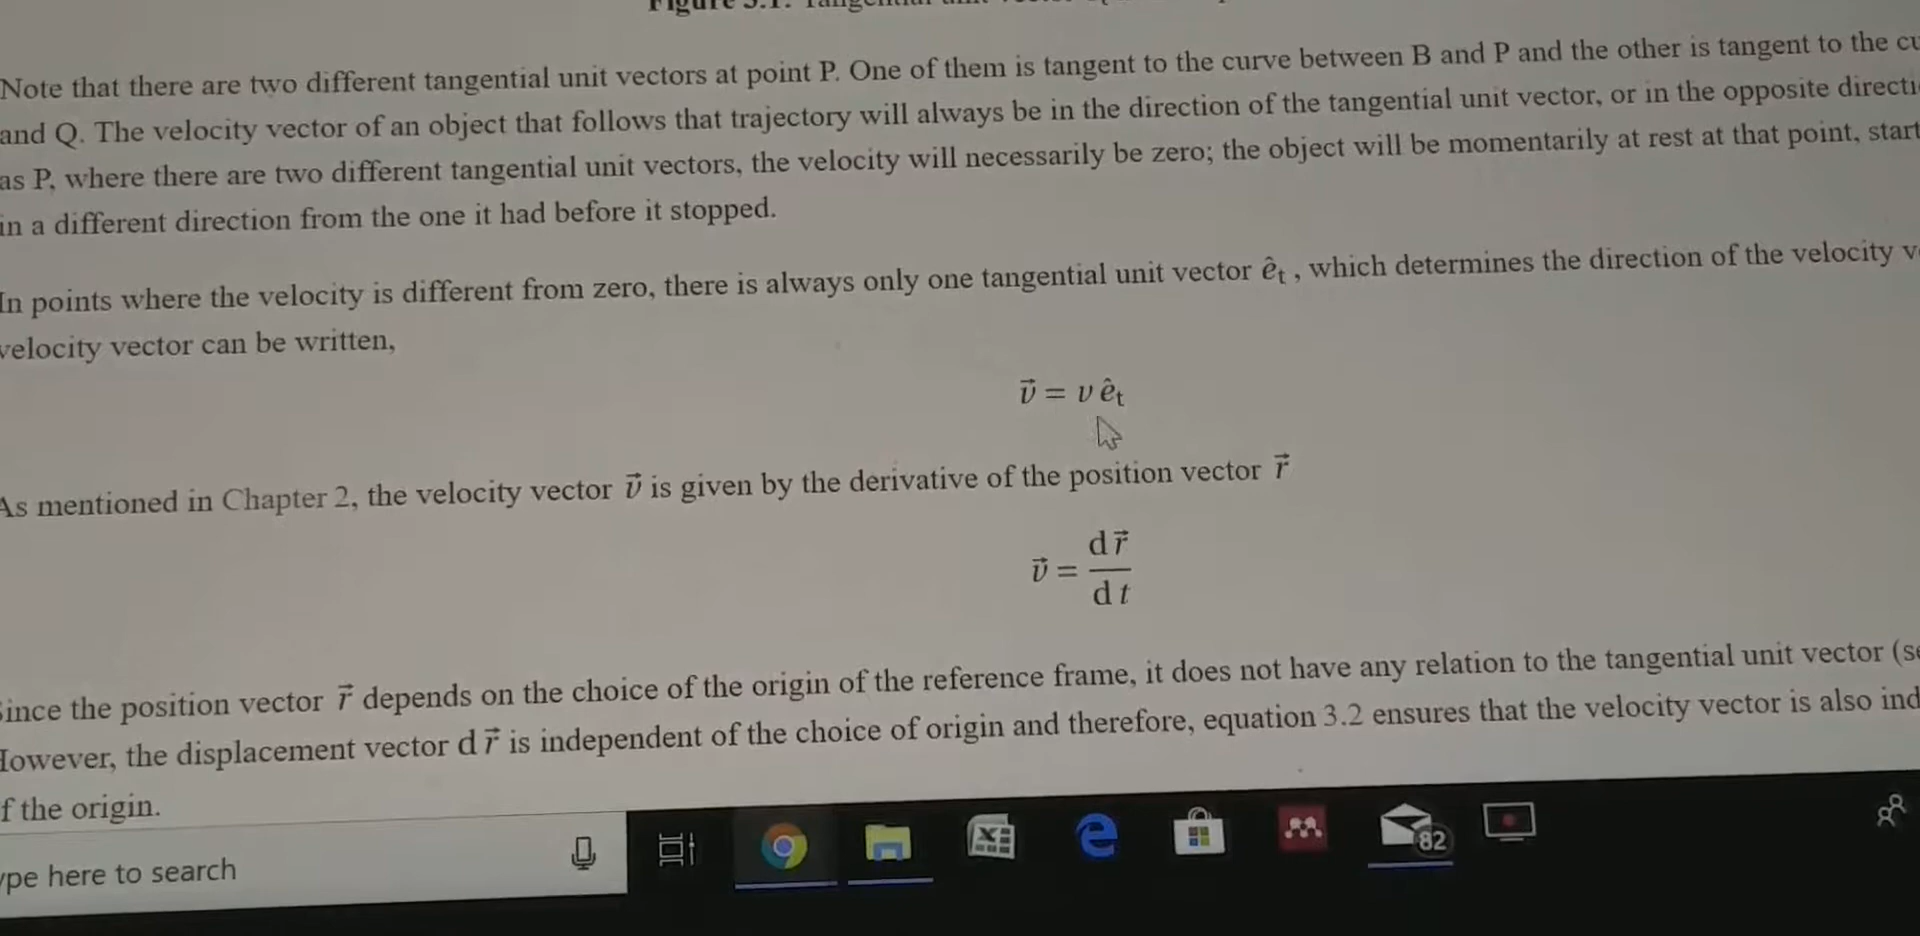 Figure 3.1: Tangential unit vector
Note that there are two different tangential unit vectors at point P. One of them is tangent to the curve between B and P and the other is tangent to the
and Q. The velocity vector of an object that follows that trajectory will always be in the direction of the tangential unit vector, or in the opposite
as P, where there are two different tangential unit vectors, the velocity will necessarily be zero; the object will be momentarily at rest at that point, start
in a different direction from the one it had before it stopped.
In points where the velocity is different from zero, there is always only one tangential unit vector êt , which determines the direction of the velocity
velocity vector can be written,
v⃗ = v êt
As mentioned in Chapter 2, the velocity vector v⃗ is given by the derivative of the position vector r⃗
v⃗ = d r⃗ / d t
ince the position vector r⃗ depends on the choice of the origin of the reference frame, it does not have any relation to the tangential unit vector (se
However, the displacement vector d r⃗ is independent of the choice of origin and therefore, equation 3.2 ensures that the velocity vector is also ind
f the origin.
ype here to search
82